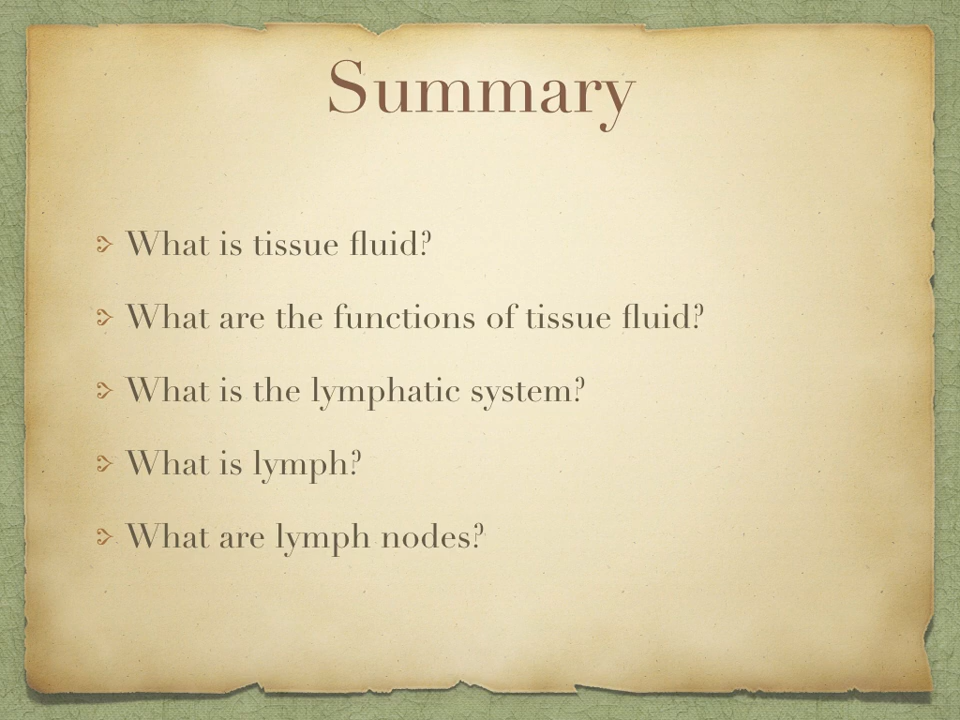 Summary
What is tissue fluid?
What are the functions of tissue fluid?
What is the lymphatic system?
What is lymph?
What are lymph nodes?